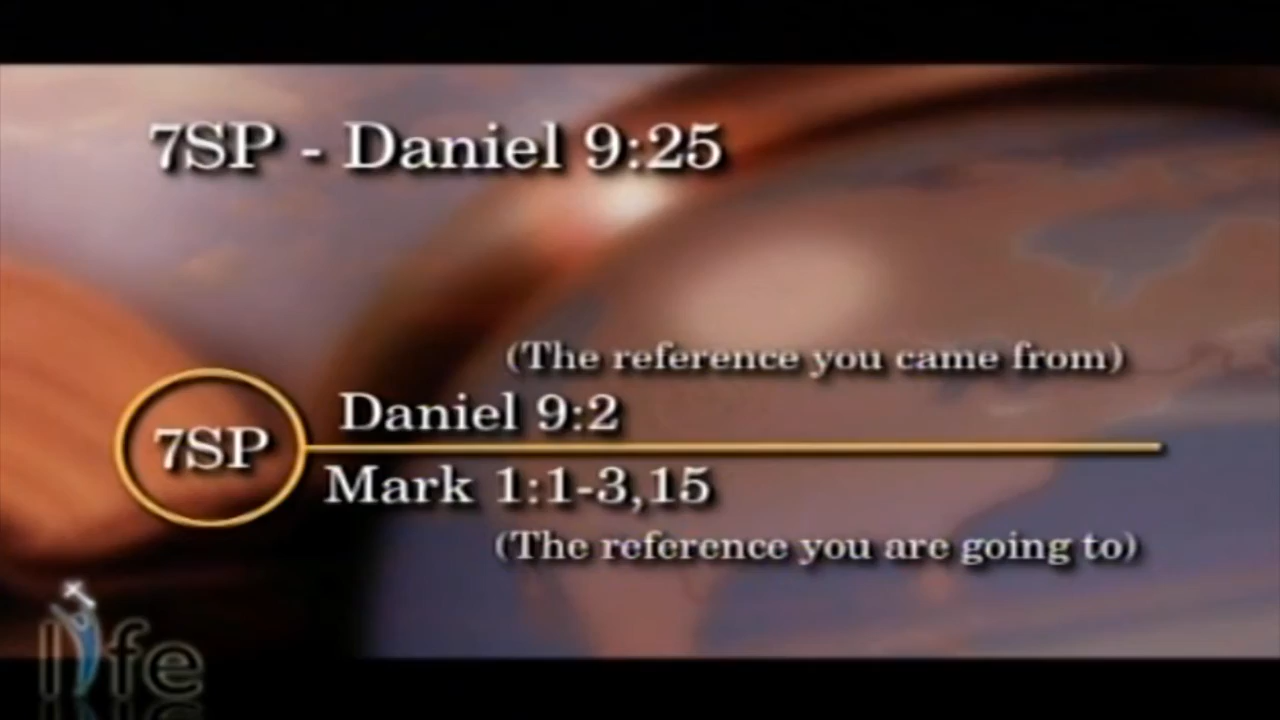 7SP - Daniel 9:25
(The reference you came from)
Daniel 9:2
7SP
Mark 1:1-3,15
(The reference you are going to)
life